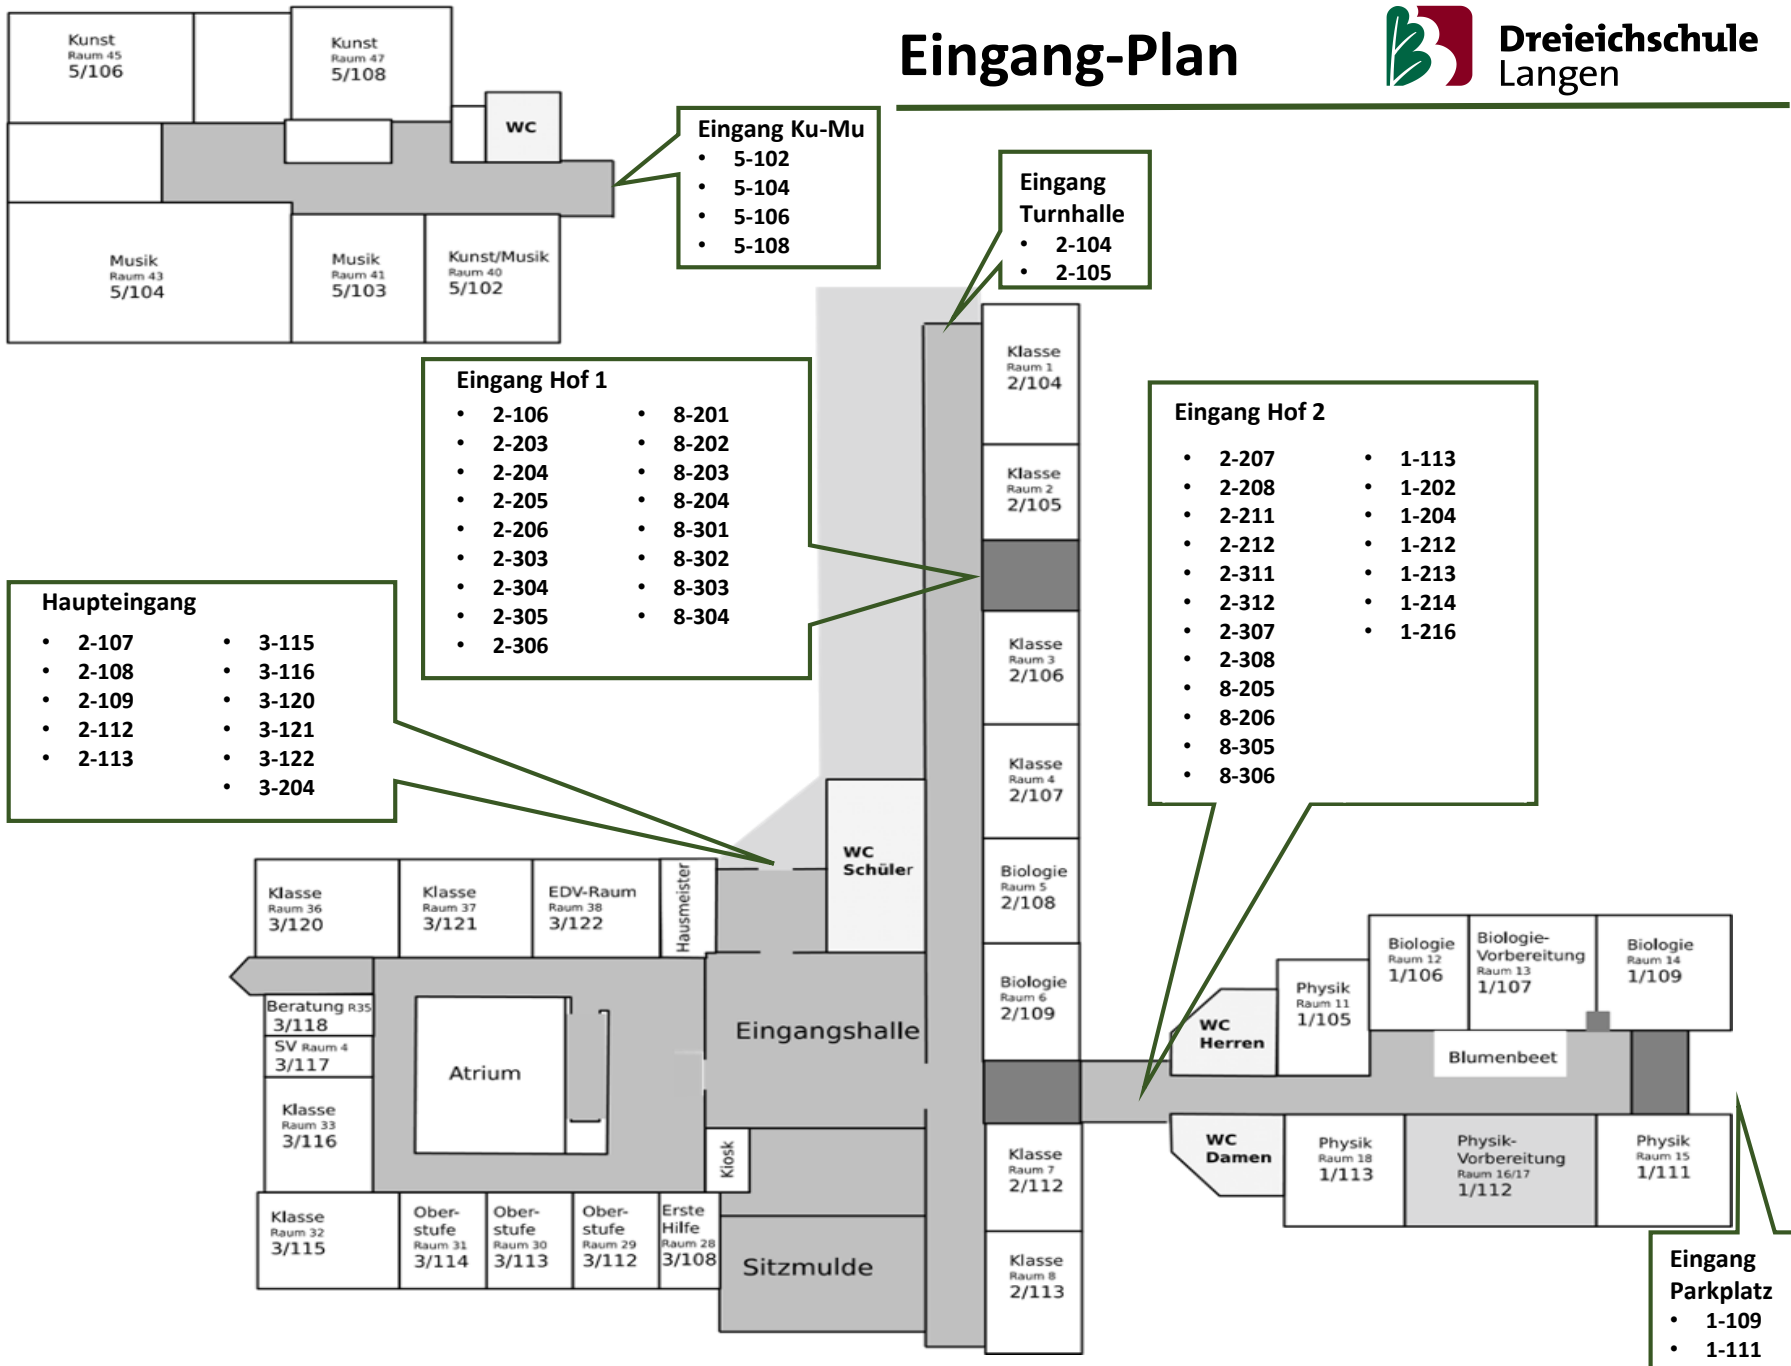 Eingang-Plan
Dreieichschule
Langen
Kunst
Raum 45
5/106
Kunst
Raum 47
5/108
WC
Musik
Raum 43
5/104
Musik
Raum 41
5/103
Kunst/Musik
Raum 40
5/102
Eingang Ku-Mu
• 5-102
• 5-104
• 5-106
• 5-108
Eingang
Turnhalle
• 2-104
• 2-105
Eingang Hof 1
• 2-106
• 2-203
• 2-204
• 2-205
• 2-206
• 2-303
• 2-304
• 2-305
• 2-306
• 8-201
• 8-202
• 8-203
• 8-204
• 8-301
• 8-302
• 8-303
• 8-304
Eingang Hof 2
• 2-207
• 2-208
• 2-211
• 2-212
• 2-311
• 2-312
• 2-307
• 2-308
• 8-205
• 8-206
• 8-305
• 8-306
• 1-113
• 1-202
• 1-204
• 1-212
• 1-213
• 1-214
• 1-216
Haupteingang
• 2-107
• 2-108
• 2-109
• 2-112
• 2-113
• 3-115
• 3-116
• 3-120
• 3-121
• 3-122
• 3-204
Klasse
Raum 1
2/104
Klasse
Raum 2
2/105
Klasse
Raum 3
2/106
Klasse
Raum 4
2/107
Biologie
Raum 5
2/108
Biologie
Raum 6
2/109
Klasse
Raum 7
2/112
Klasse
Raum 8
2/113
WC
Schüler
Klasse
Raum 36
3/120
Klasse
Raum 37
3/121
EDV-Raum
Raum 38
3/122
Hausmeister
Beratung R35
3/118
SV Raum 4
3/117
Klasse
Raum 33
3/116
Atrium
Eingangshalle
Kiosk
Klasse
Raum 32
3/115
Ober-
stufe
Raum 31
3/114
Ober-
stufe
Raum 30
3/113
Ober-
stufe
Raum 29
3/112
Erste
Hilfe
Raum 28
3/108
Sitzmulde
WC
Herren
Physik
Raum 11
1/105
Biologie
Raum 12
1/106
Biologie-
Vorbereitung
Raum 13
1/107
Biologie
Raum 14
1/109
Blumenbeet
WC
Damen
Physik
Raum 18
1/113
Physik-
Vorbereitung
Raum 16/17
1/112
Physik
Raum 15
1/111
Eingang
Parkplatz
• 1-109
• 1-111